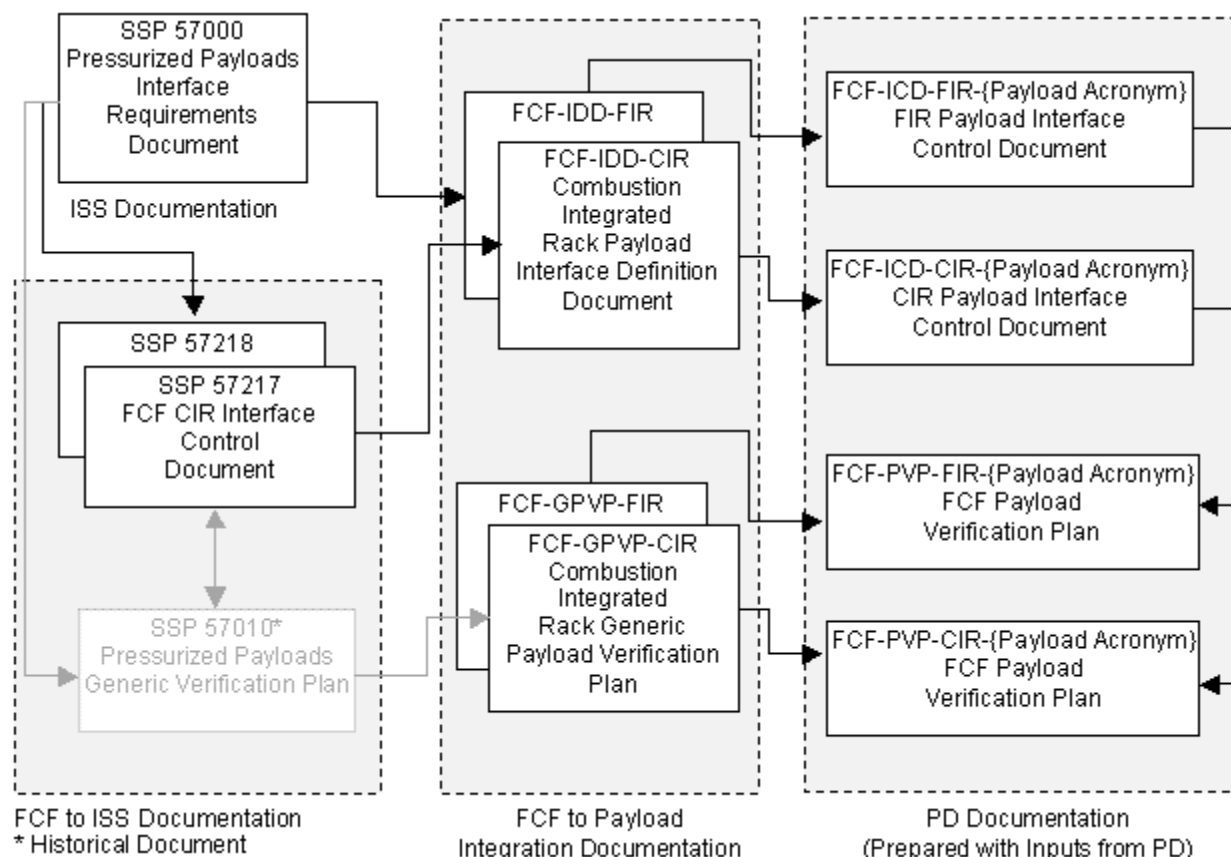 SSP 57000
Pressurized Payloads
Interface
Requirements
Document
ISS Documentation
SSP 57218
SSP 57217
FCF CIR Interface
Control
Document
SSP 57010*
Pressurized Payloads
Generic Verification Plan
FCF to ISS Documentation
* Historical Document
FCF-IDD-FIR
FCF-IDD-CIR
Combustion
Integrated
Rack Payload
Interface Definition
Document
FCF-GPVP-FIR
FCF-GPVP-CIR
Combustion
Integrated
Rack Generic
Payload Verification
Plan
FCF to Payload
Integration Documentation
FCF-ICD-FIR-{Payload Acronym}
FIR Payload Interface
Control Document
FCF-ICD-CIR-{Payload Acronym}
CIR Payload Interface
Control Document
FCF-PVP-FIR-{Payload Acronym}
FCF Payload
Verification Plan
FCF-PVP-CIR-{Payload Acronym}
FCF Payload
Verification Plan
PD Documentation
(Prepared with Inputs from PD)